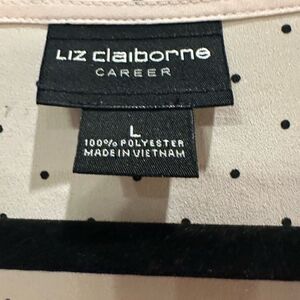 Liz claiborne
CAREER
L
100% POLYESTER
MADE IN VIETNAM